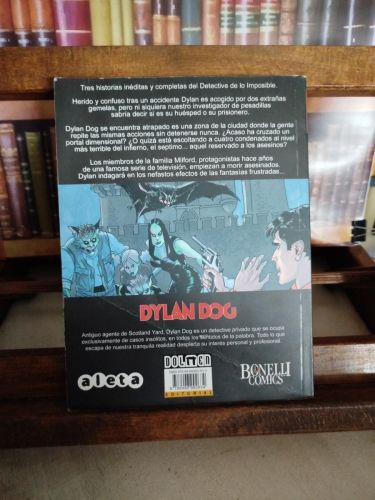 Tres historias inéditas y completas del Detective de lo Imposible.
Herido y confuso tras un accidente Dylan es acogido por dos extrañas
gemelas, pero ni siquiera nuestro investigador de pesadillas
sabría decir si es su huésped o su prisionero.
Dylan Dog se encuentra atrapado es una zona de la ciudad donde la gente
repite las mismas acciones sin detenerse nunca. ¿Acaso ha cruzado un
portal dimensional? ¿O quizá está escoltando a cuatro condenados al nivel
más terrible del infierno, el septimo... aquel reservado a los asesinos?
Los miembros de la familia Milford, protagonistas hace años
de una famosa serie de televisión, empiezan a morir asesinados.
Dylan indagará en los nefastos efectos de las fantasías frustradas...
DYLAN DOG
Antiguo agente de Scotland Yard, Dylan Dog es un detective privado que se ocupa
exclusivamente de casos insólitos, en todos los sentidos de la palabra. Todo lo que
escapa de nuestra tranquila realidad despierta su interés personal y profesional.
aleta
DOLMEN
EDITORIAL
BONELLI
COMICS